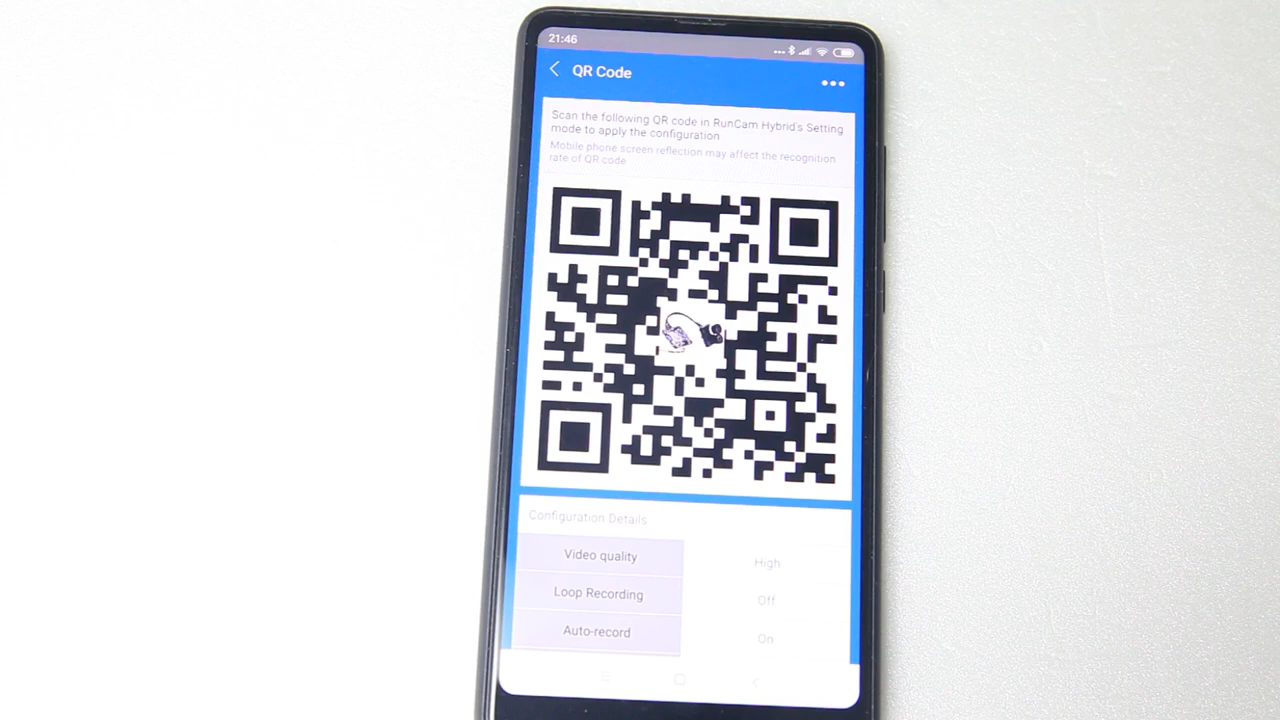 21:46
QR Code
Scan the following QR code in RunCam Hybrid's Setting
mode to apply the configuration
Mobile phone screen reflection may affect the recognition
rate of QR code
Configuration Details
Video quality
High
Loop Recording
Off
Auto-record
On